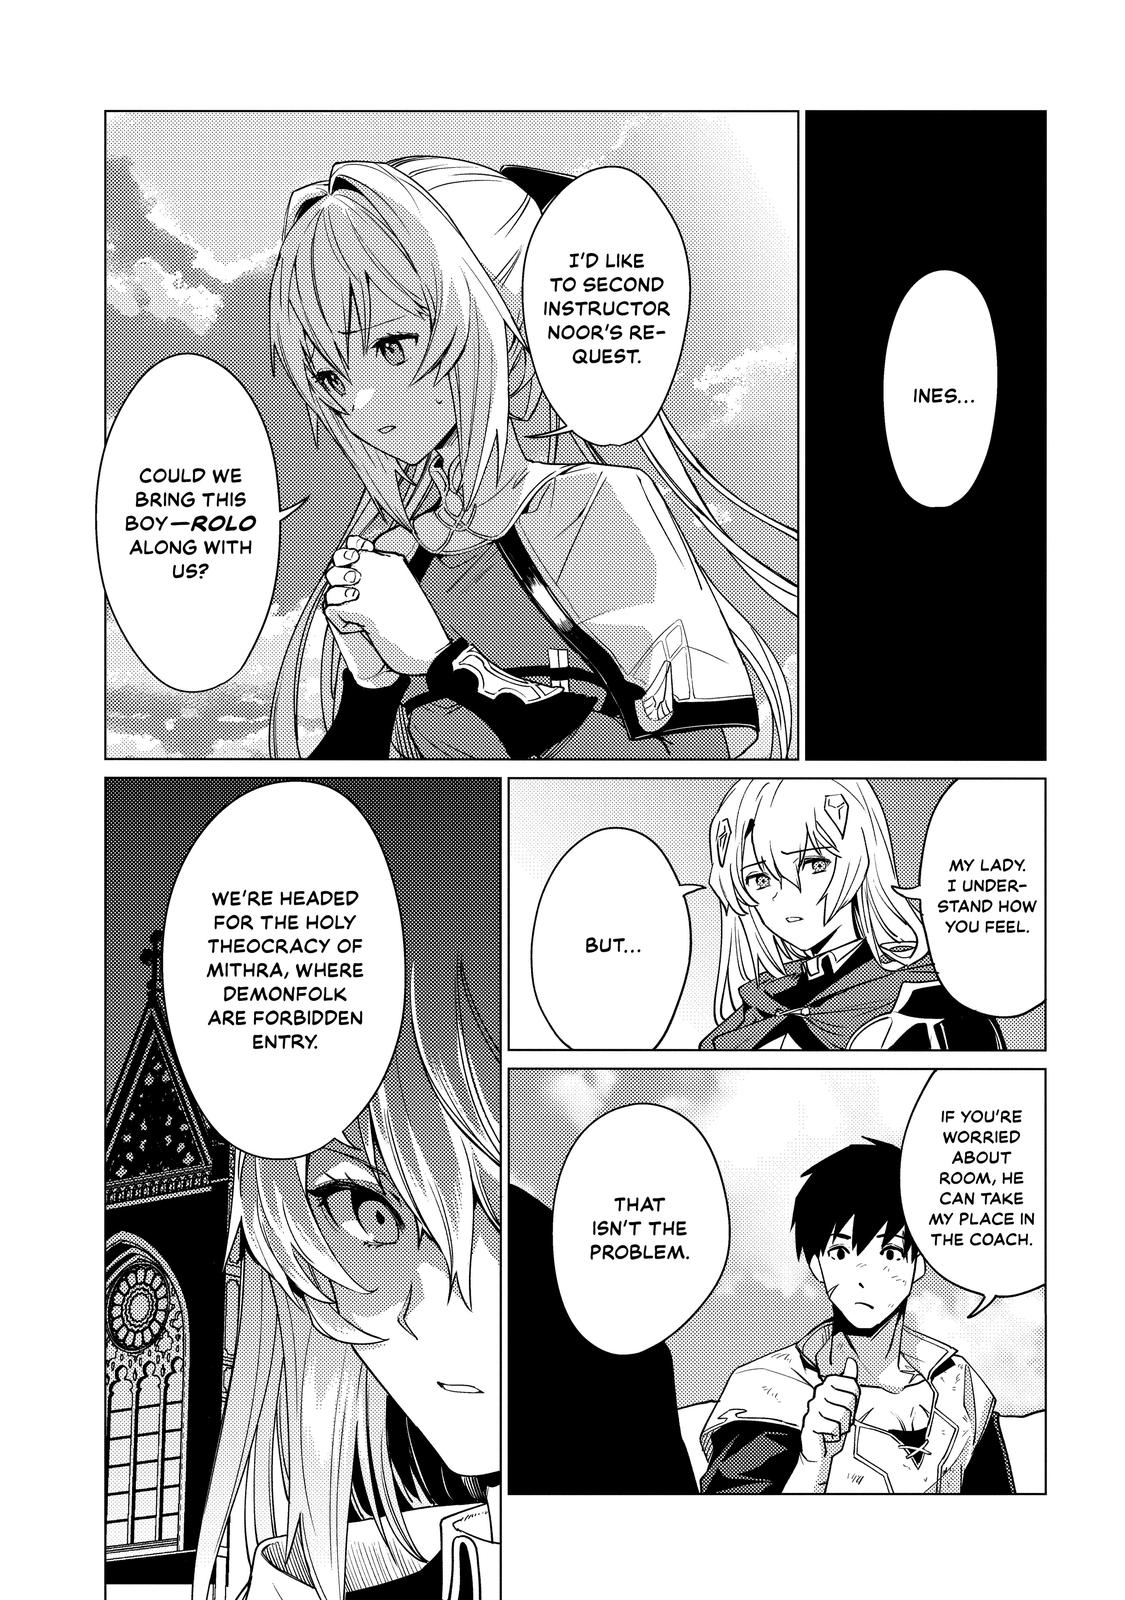 INES...
I'D LIKE
TO SECOND
INSTRUCTOR
NOOR'S RE-
QUEST.
COULD WE
BRING THIS
BOY—ROLO
ALONG WITH
US?
MY LADY.
I UNDER-
STAND HOW
YOU FEEL.
BUT...
IF YOU'RE
WORRIED
ABOUT
ROOM, HE
CAN TAKE
MY PLACE IN
THE COACH.
THAT
ISN'T THE
PROBLEM.
WE'RE HEADED
FOR THE HOLY
THEOCRACY OF
MITHRA, WHERE
DEMONFOLK
ARE FORBIDDEN
ENTRY.